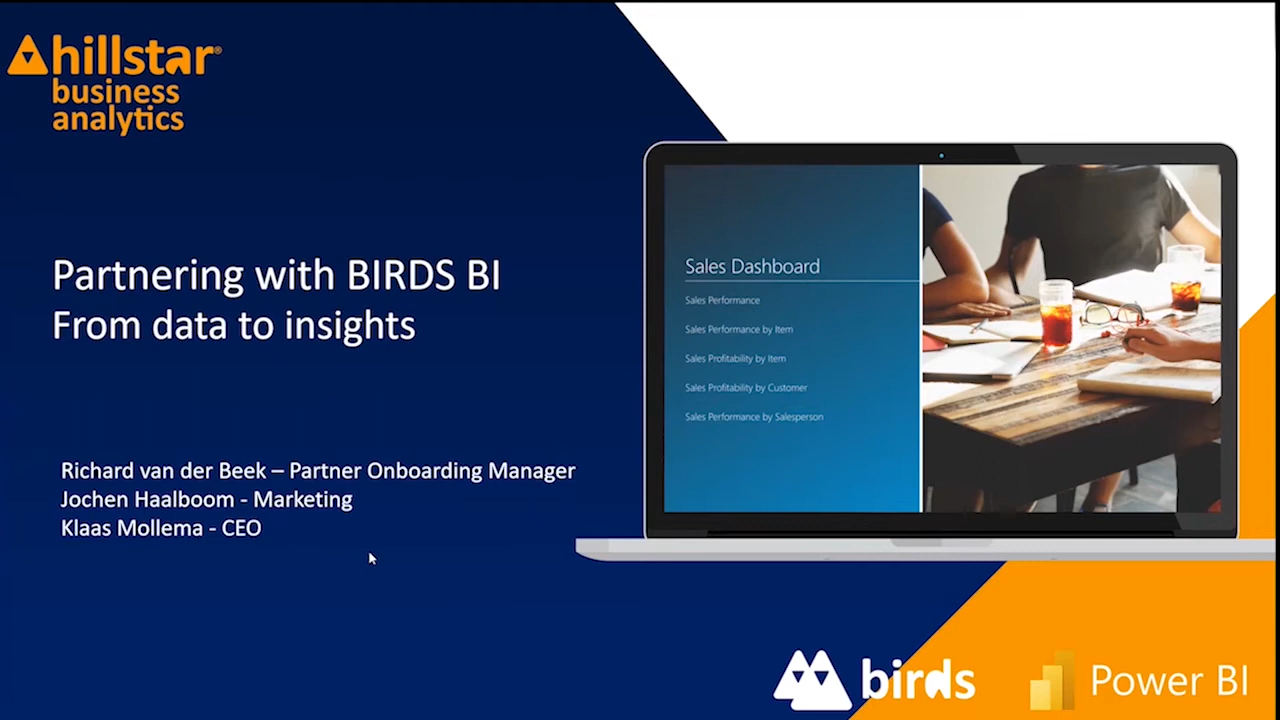 hillstar®
business
analytics
Partnering with BIRDS BI
From data to insights
Richard van der Beek – Partner Onboarding Manager
Jochen Haalboom - Marketing
Klaas Mollema - CEO
Sales Dashboard
Sales Performance
Sales Performance by Item
Sales Profitability by Item
Sales Profitability by Customer
Sales Performance by Salesperson
birds
Power BI